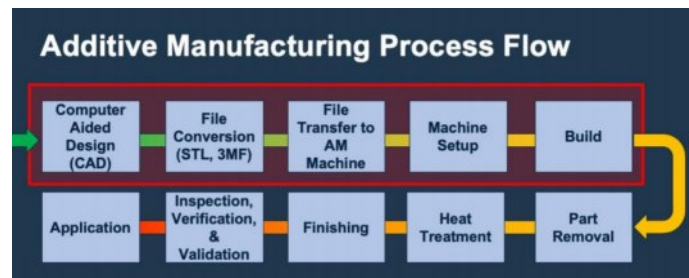 Additive Manufacturing Process Flow
Computer
Aided
Design
(CAD)
File
Conversion
(STL, 3MF)
File
Transfer to
AM
Machine
Machine
Setup
Build
Part
Removal
Heat
Treatment
Finishing
Inspection,
Verification,
&
Validation
Application